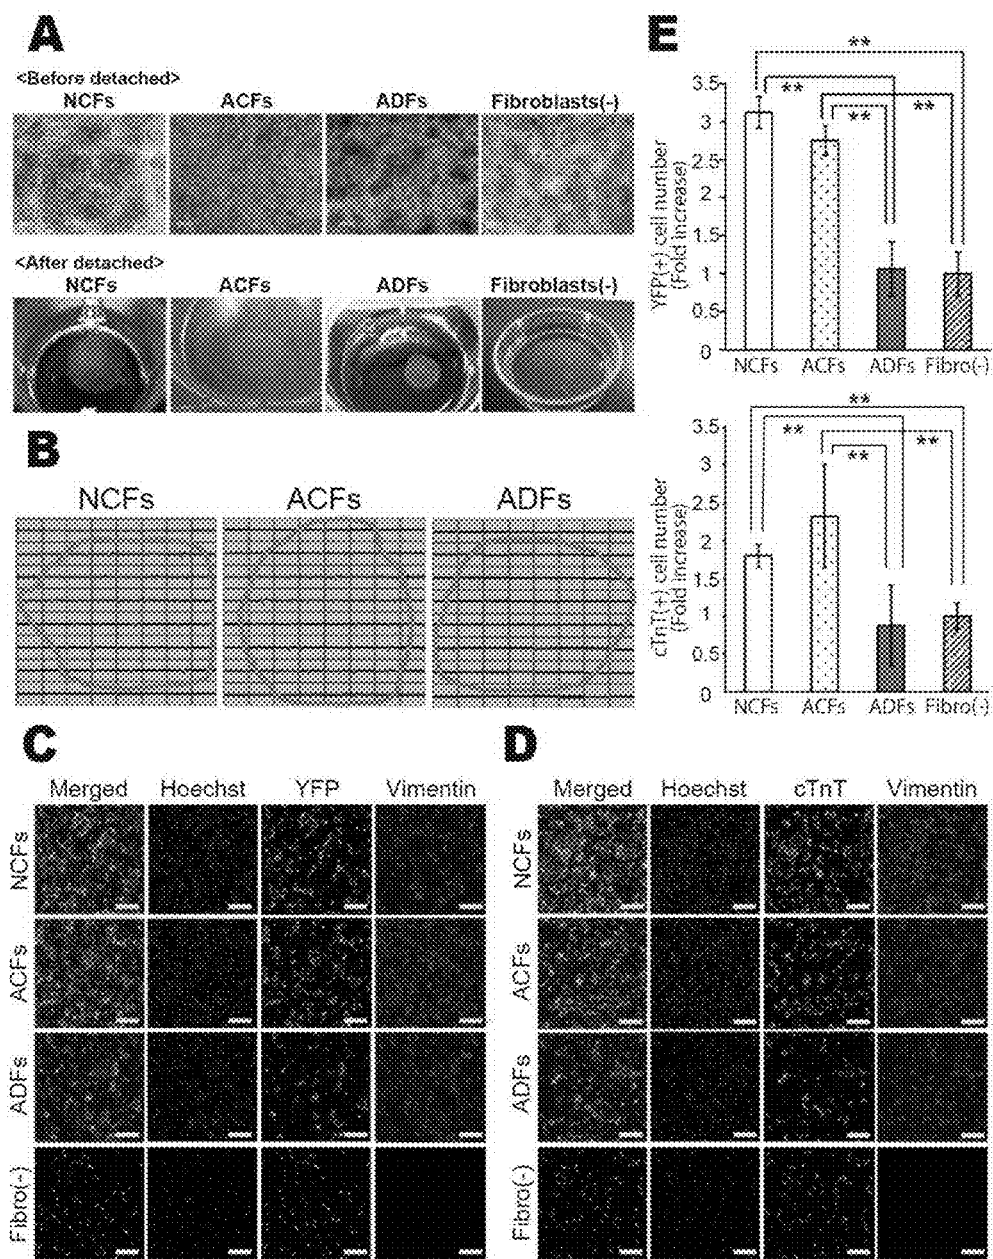 A
<Before detached>
NCFs ACFs ADFs Fibroblasts(-)
<After detached>
NCFs ACFs ADFs Fibroblasts(-)
B
NCFs ACFs ADFs
C
Merged Hoechst YFP Vimentin
NCFs
ACFs
ADFs
Fibro(-)
D
Merged Hoechst cTnT Vimentin
NCFs
ACFs
ADFs
Fibro(-)
E
YFP(+) cell number
(Fold increase)
3.5
3
2.5
2
1.5
1
0.5
0
** ** ** **
NCFs ACFs ADFs Fibro(-)
cTnT(+) cell number
(Fold increase)
3.5
3
2.5
2
1.5
1
0.5
0
** ** ** **
NCFs ACFs ADFs Fibro(-)